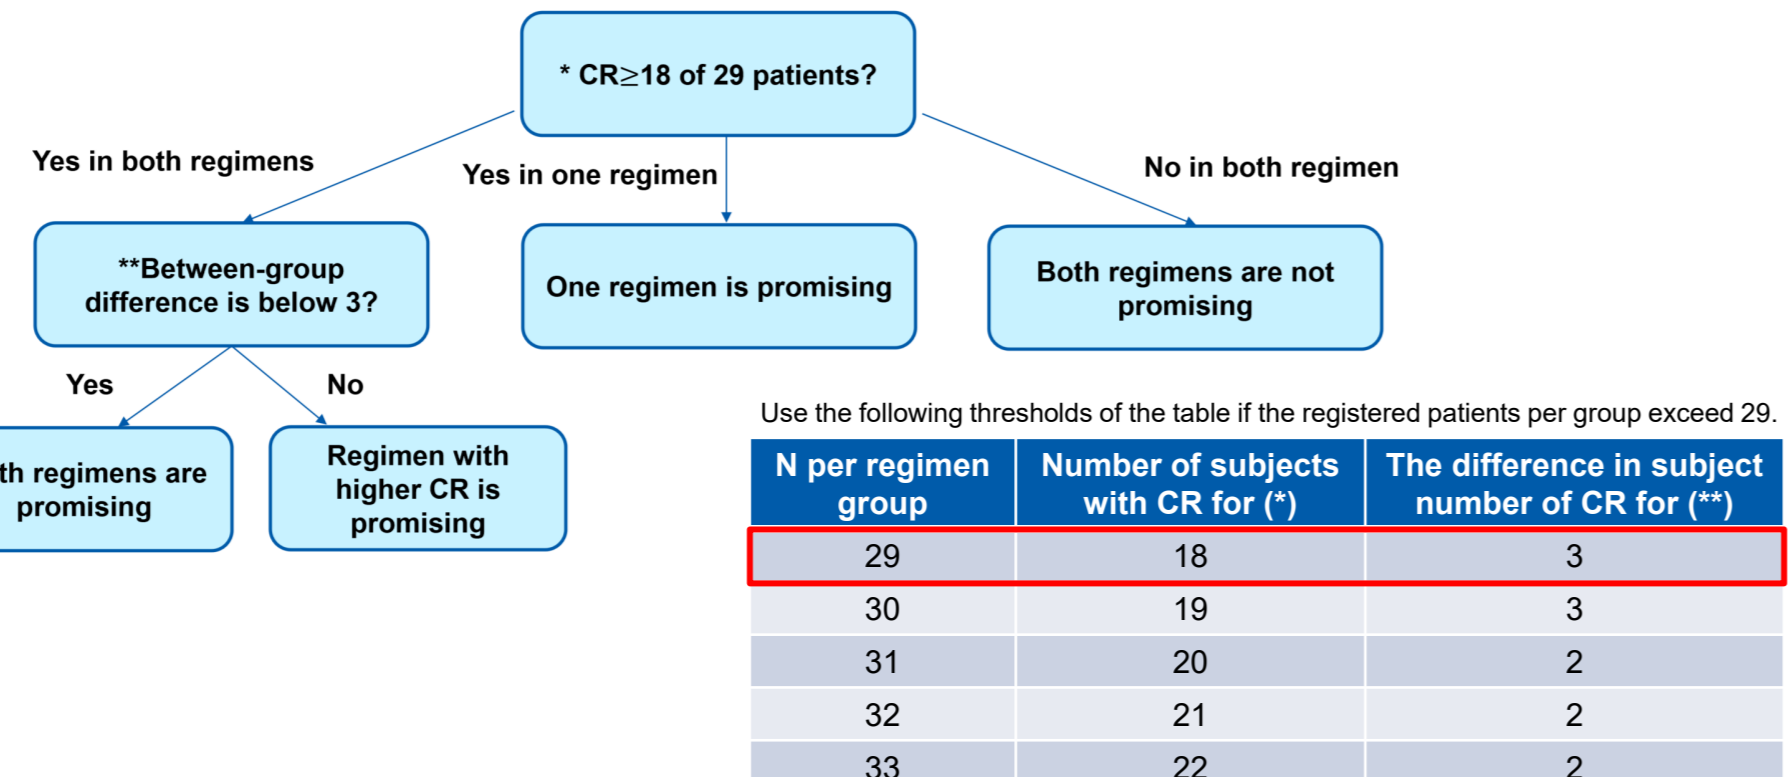 * CR≥18 of 29 patients?
Yes in both regimens
Yes in one regimen
No in both regimen
**Between-group
difference is below 3?
One regimen is promising
Both regimens are not
promising
Yes
No
regimens are
promising
Regimen with
higher CR is
promising
Use the following thresholds of the table if the registered patients per group exceed 29.
N per regimen
group
Number of subjects
with CR for (*)
The difference in subject
number of CR for (**)
29 18 3
30 19 3
31 20 2
32 21 2
33 22 2